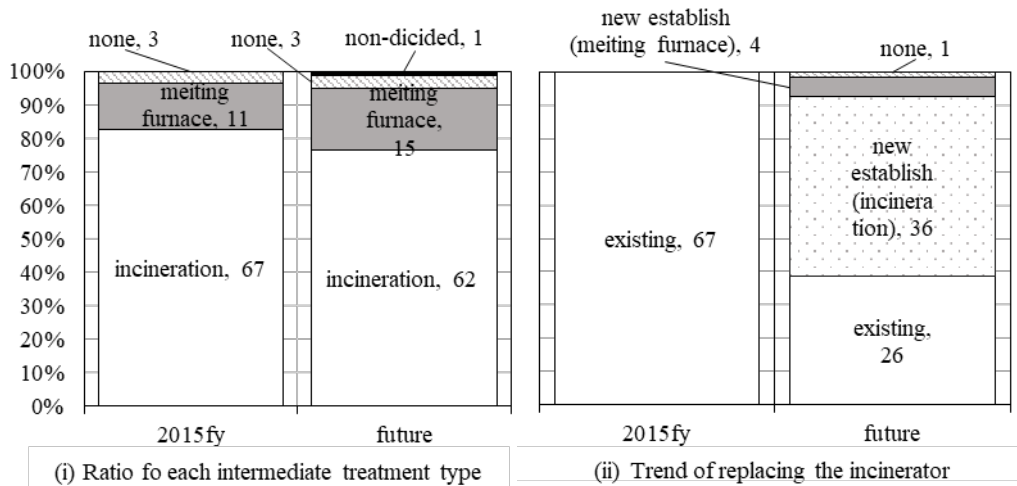 none, 3
none, 3
non-dicided, 1
100%
90%
80%
70%
60%
50%
40%
30%
20%
10%
0%
meiting
furnace, 11
incineration, 67
meiting
furnace,
15
incineration, 62
2015fy
future
(i) Ratio fo each intermediate treatment type
new establish
(meiting furnace), 4
none, 1
existing, 67
new
establish
(incinera
tion), 36
existing,
26
2015fy
future
(ii) Trend of replacing the incinerator